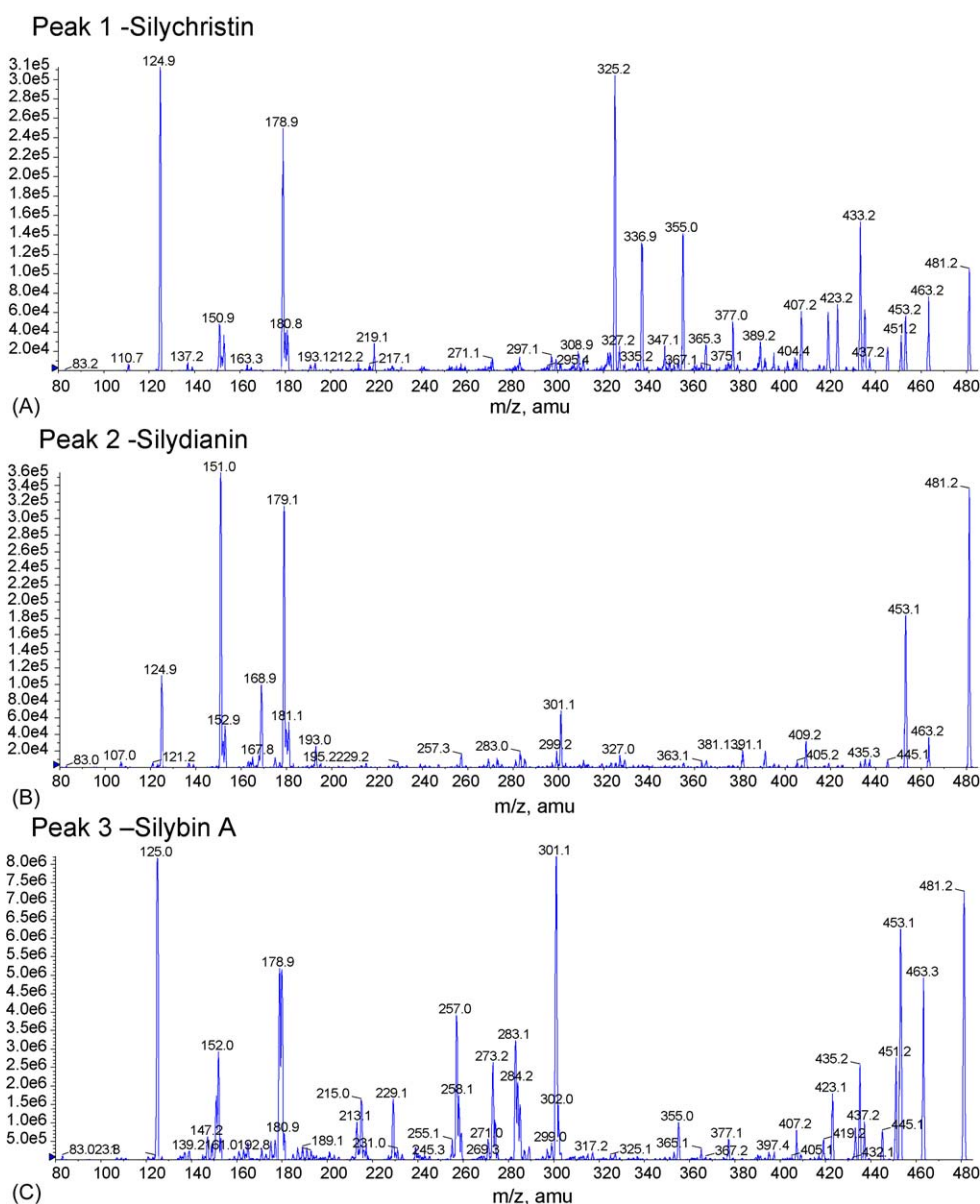 Peak 1 -Silychristin
3.1e5
3.0e5
2.8e5
2.6e5
2.4e5
2.2e5
2.0e5
1.8e5
1.6e5
1.4e5
1.2e5
1.0e5
8.0e4
6.0e4
4.0e4
2.0e4
124.9
178.9
325.2
336.9
355.0
433.2
481.2
463.2
453.2
451.2
423.2
407.2
377.0
150.9
180.8
219.1
327.2
347.1
365.3
389.2
83.2
110.7
137.2
163.3
193.1
212.2
217.1
271.1
297.1
295.4
308.9
335.2
367.1
375.1
404.4
437.2
80 100 120 140 160 180 200 220 240 260 280 300 320 340 360 380 400 420 440 460 480
(A)
m/z, amu
Peak 2 -Silydianin
3.6e5
3.4e5
3.2e5
3.0e5
2.8e5
2.6e5
2.4e5
2.2e5
2.0e5
1.8e5
1.6e5
1.4e5
1.2e5
1.0e5
8.0e4
6.0e4
4.0e4
2.0e4
151.0
179.1
481.2
453.1
124.9
168.9
152.9
181.1
193.0
301.1
83.0
107.0
121.2
167.8
195.2
229.2
257.3
283.0
299.2
327.0
363.1
381.1
391.1
409.2
405.2
435.3
445.1
463.2
80 100 120 140 160 180 200 220 240 260 280 300 320 340 360 380 400 420 440 460 480
(B)
m/z, amu
Peak 3 –Silybin A
8.0e6
7.5e6
7.0e6
6.5e6
6.0e6
5.5e6
5.0e6
4.5e6
4.0e6
3.5e6
3.0e6
2.5e6
2.0e6
1.5e6
1.0e6
5.0e5
125.0
301.1
481.2
453.1
463.3
178.9
257.0
283.1
152.0
273.2
284.2
451.2
435.2
215.0
229.1
258.1
302.0
423.1
437.2
213.1
355.0
407.2
419.2
445.1
147.2
180.9
189.1
231.0
255.1
245.3
271.0
269.3
299.0
317.2
325.1
365.1
367.2
377.1
397.4
405.1
432.1
139.2
80 100 120 140 160 180 200 220 240 260 280 300 320 340 360 380 400 420 440 460 480
(C)
m/z, amu